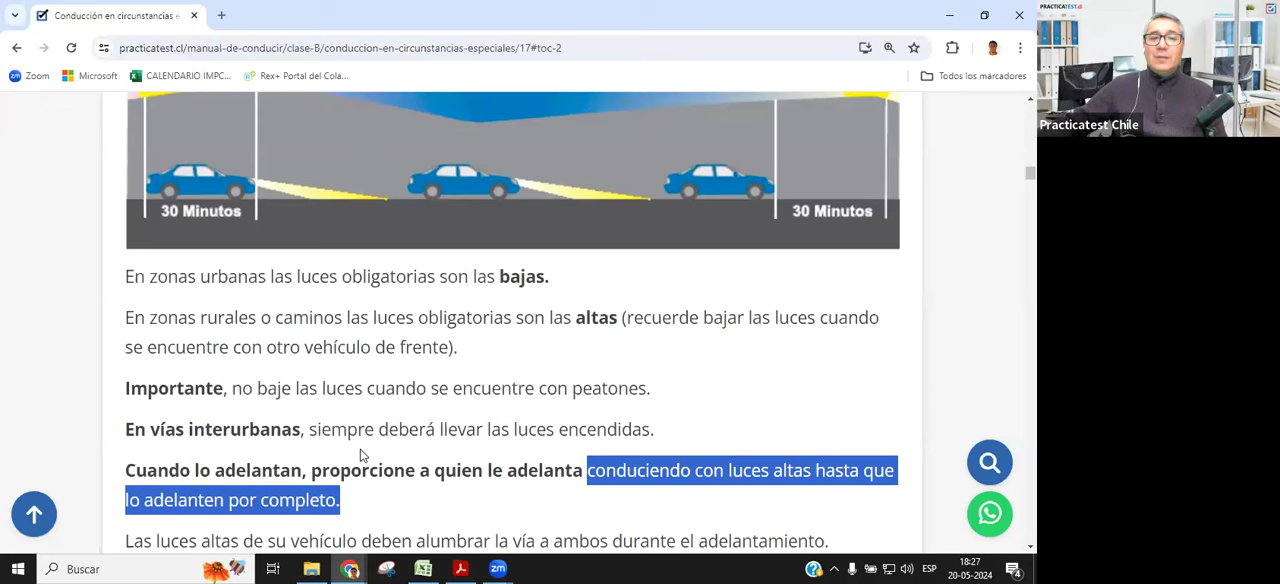 Conducción en circunstancias e
practicatest.cl/manual-de-conducir/clase-B/conduccion-en-circunstancias-especiales/17#toc-2
Zoom
Microsoft
CALENDARIO IMPC...
Rex+ Portal del Cola...
Todos los marcadores
30 Minutos
30 Minutos
En zonas urbanas las luces obligatorias son las bajas.
En zonas rurales o caminos las luces obligatorias son las altas (recuerde bajar las luces cuando
se encuentre con otro vehículo de frente).
Importante, no baje las luces cuando se encuentre con peatones.
En vías interurbanas, siempre deberá llevar las luces encendidas.
Cuando lo adelantan, proporcione a quien le adelanta conduciendo con luces altas hasta que
lo adelanten por completo.
Las luces altas de su vehículo deben alumbrar la vía a ambos durante el adelantamiento.
Buscar
zm
ESP
18:27
20-05-2024
4
PRACTICATEST.cl
Practicatest Chile